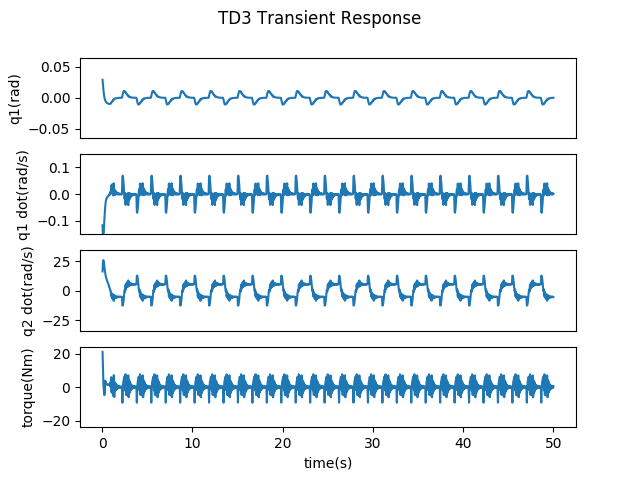 TD3 Transient Response
q1(rad)
0.05
0.00
−0.05
q1 dot(rad/s)
0.1
0.0
−0.1
q2 dot(rad/s)
25
0
−25
torque(Nm)
20
0
−20
0 10 20 30 40 50
time(s)